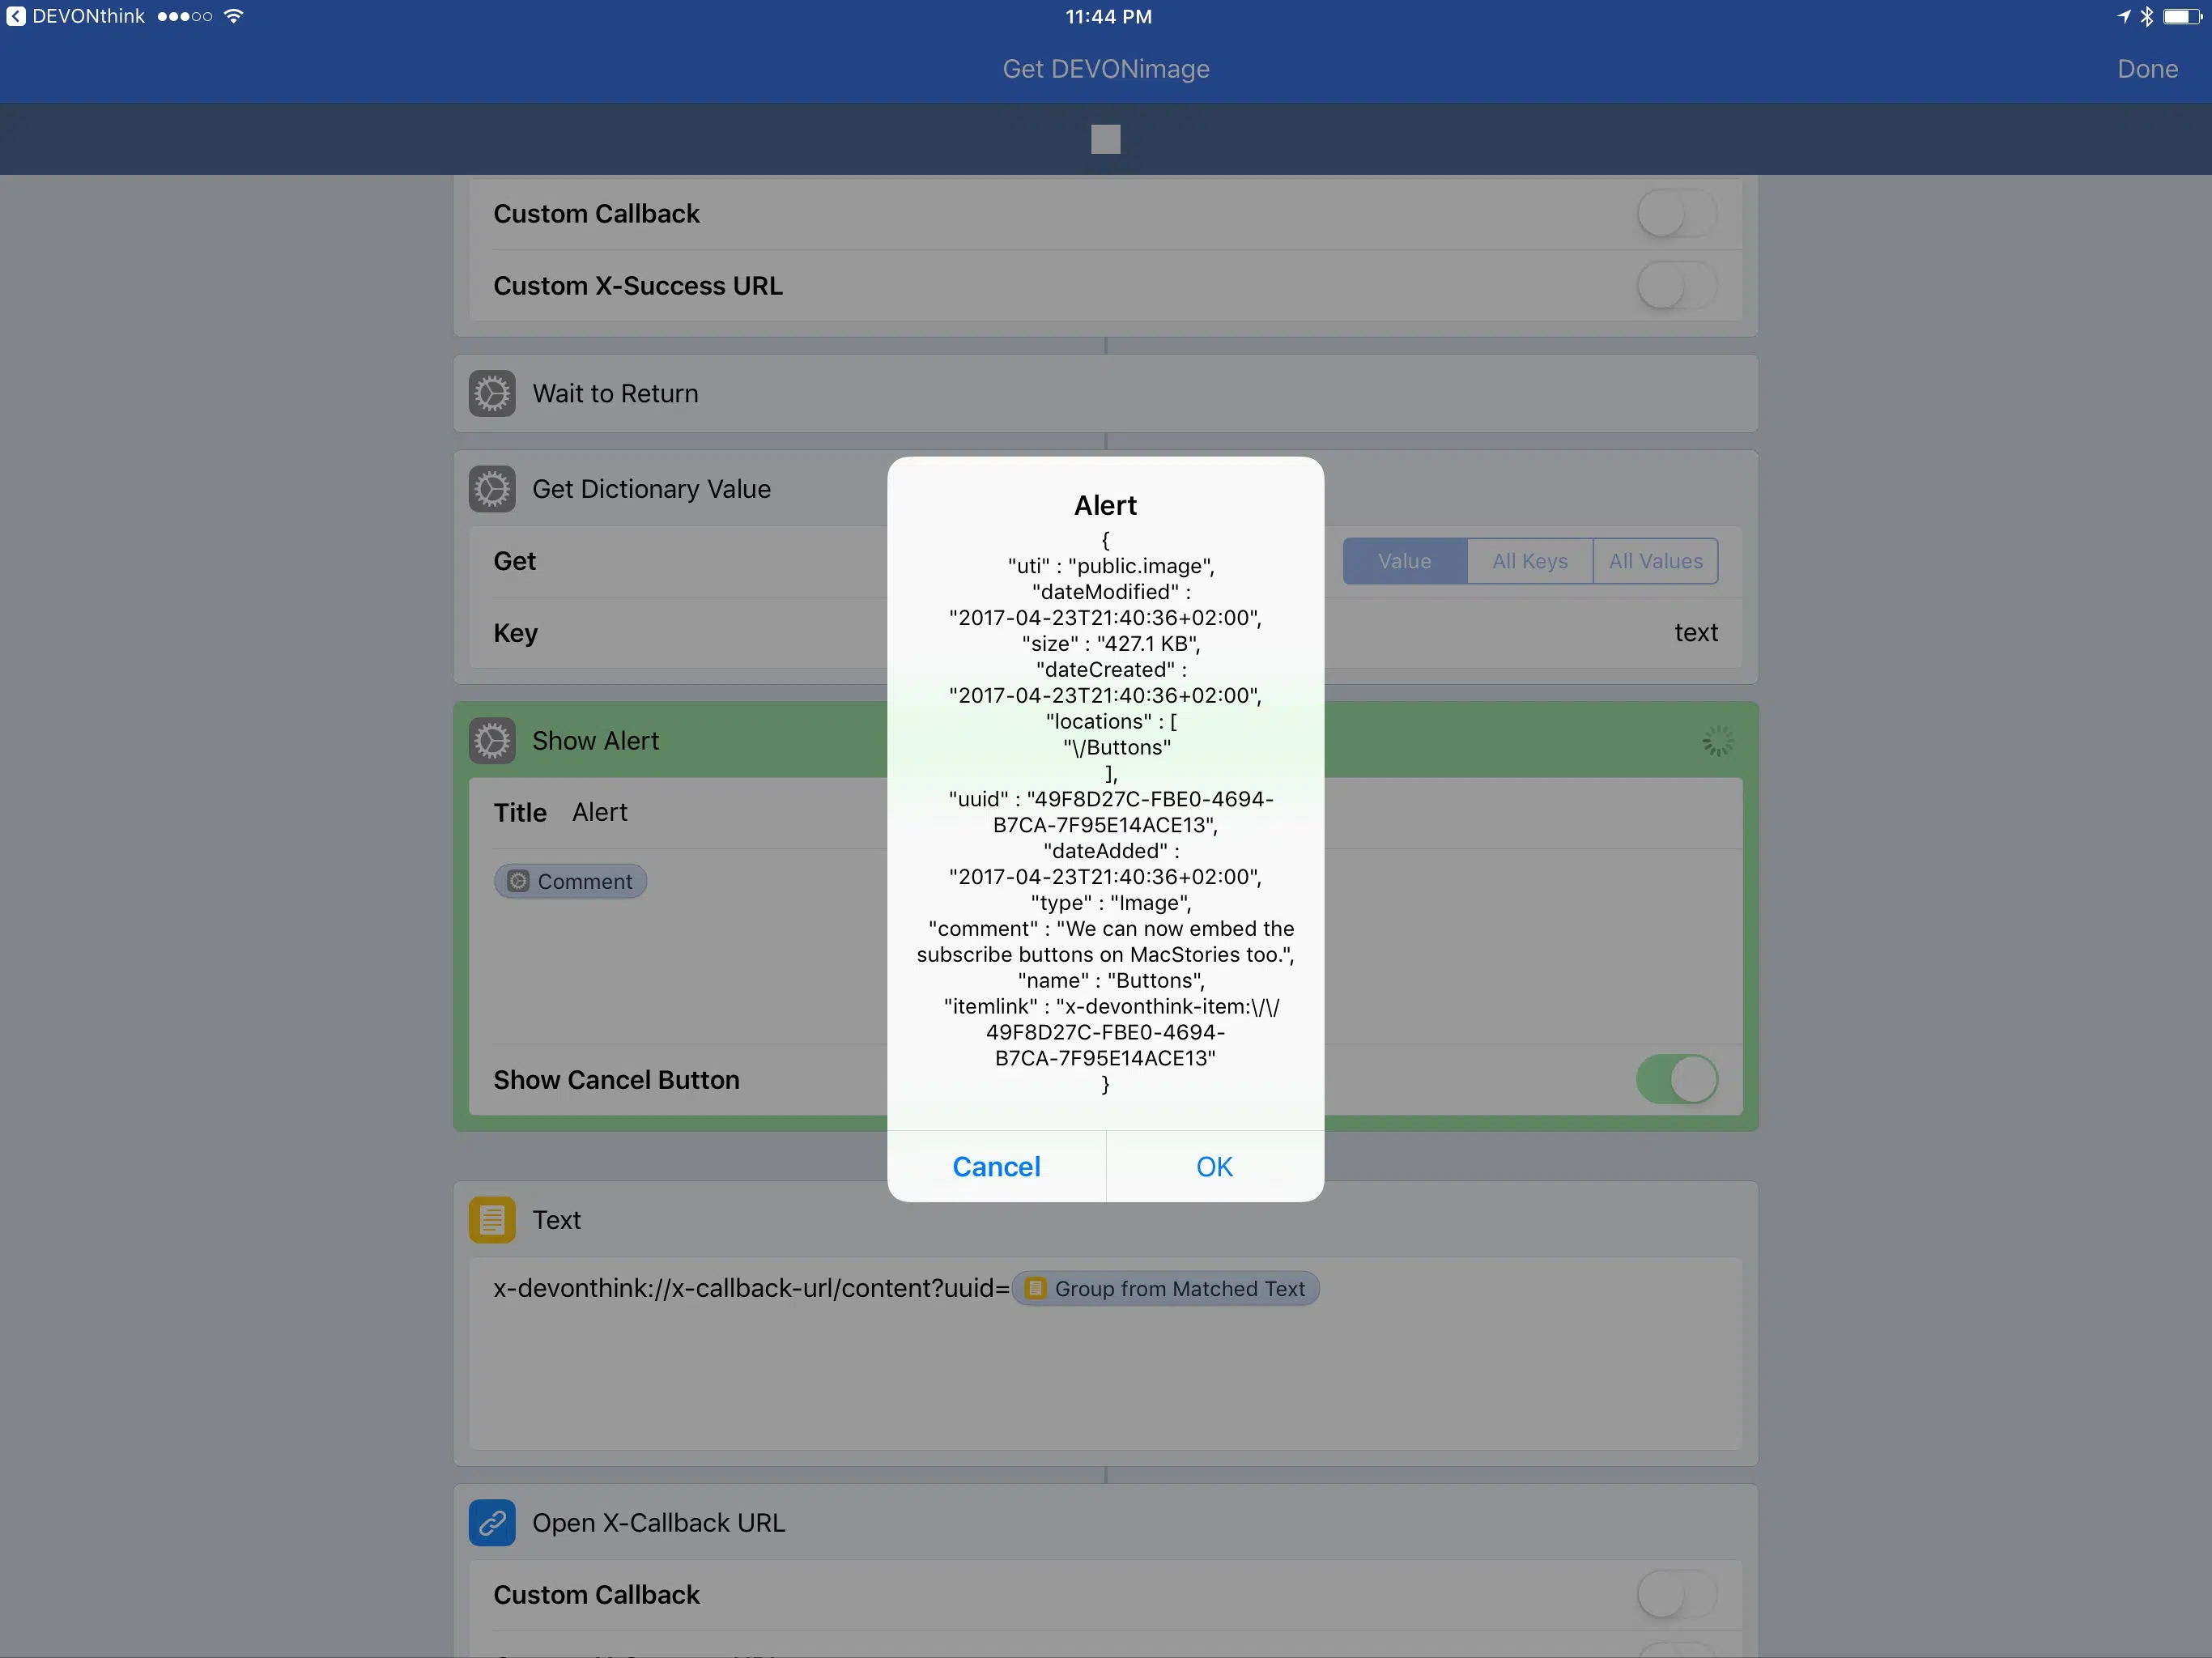 DEVONthink
11:44 PM
Get DEVONimage
Done
Custom Callback
Custom X-Success URL
Wait to Return
Get Dictionary Value
Get
Value
All Keys
All Values
Key
text
Show Alert
Title Alert
Comment
Show Cancel Button
Alert
{
"uti" : "public.image",
"dateModified" :
"2017-04-23T21:40:36+02:00",
"size" : "427.1 KB",
"dateCreated" :
"2017-04-23T21:40:36+02:00",
"locations" : [
"\/Buttons"
],
"uuid" : "49F8D27C-FBE0-4694-
B7CA-7F95E14ACE13",
"dateAdded" :
"2017-04-23T21:40:36+02:00",
"type" : "Image",
"comment" : "We can now embed the
subscribe buttons on MacStories too.",
"name" : "Buttons",
"itemlink" : "x-devonthink-item:\/\/
49F8D27C-FBE0-4694-
B7CA-7F95E14ACE13"
}
Cancel
OK
Text
x-devonthink://x-callback-url/content?uuid= Group from Matched Text
Open X-Callback URL
Custom Callback